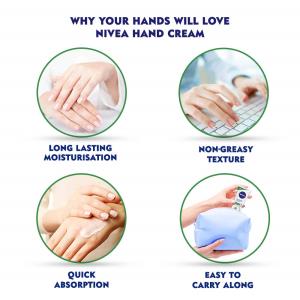 WHY YOUR HANDS WILL LOVE
NIVEA HAND CREAM
LONG LASTING
MOISTURISATION
NON-GREASY
TEXTURE
QUICK
ABSORPTION
EASY TO
CARRY ALONG